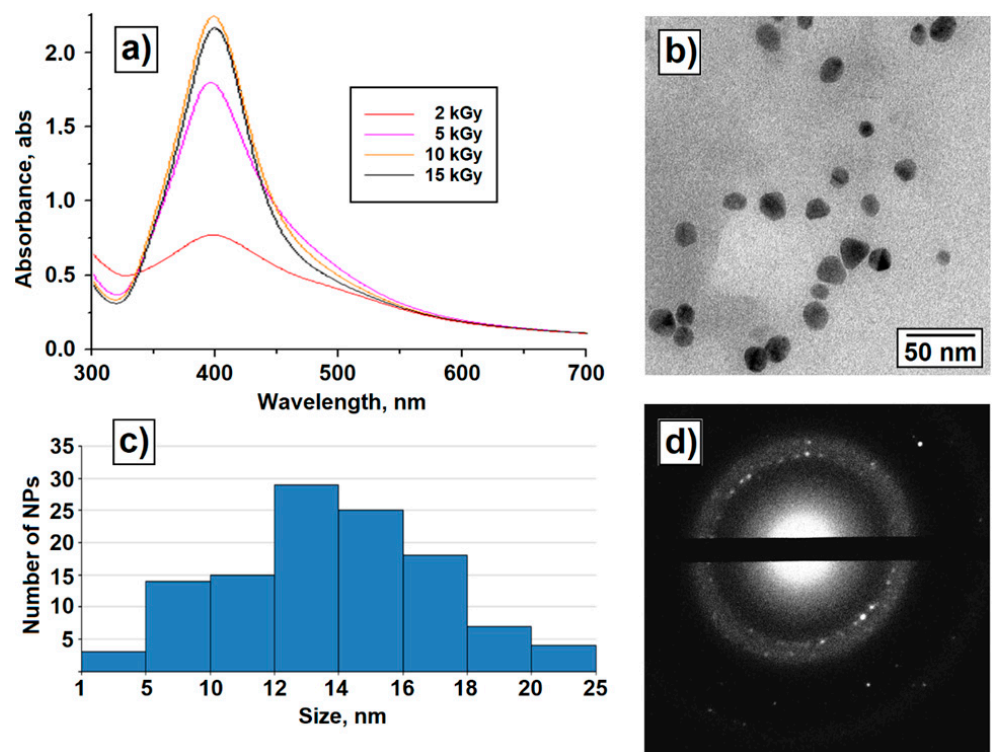 a)
2.0
1.5
1.0
0.5
0.0
Absorbance, abs
2 kGy
5 kGy
10 kGy
15 kGy
300 400 500 600 700
Wavelength, nm
b)
50 nm
c)
35
30
25
20
15
10
5
Number of NPs
1 5 10 12 14 16 18 20 25
Size, nm
d)